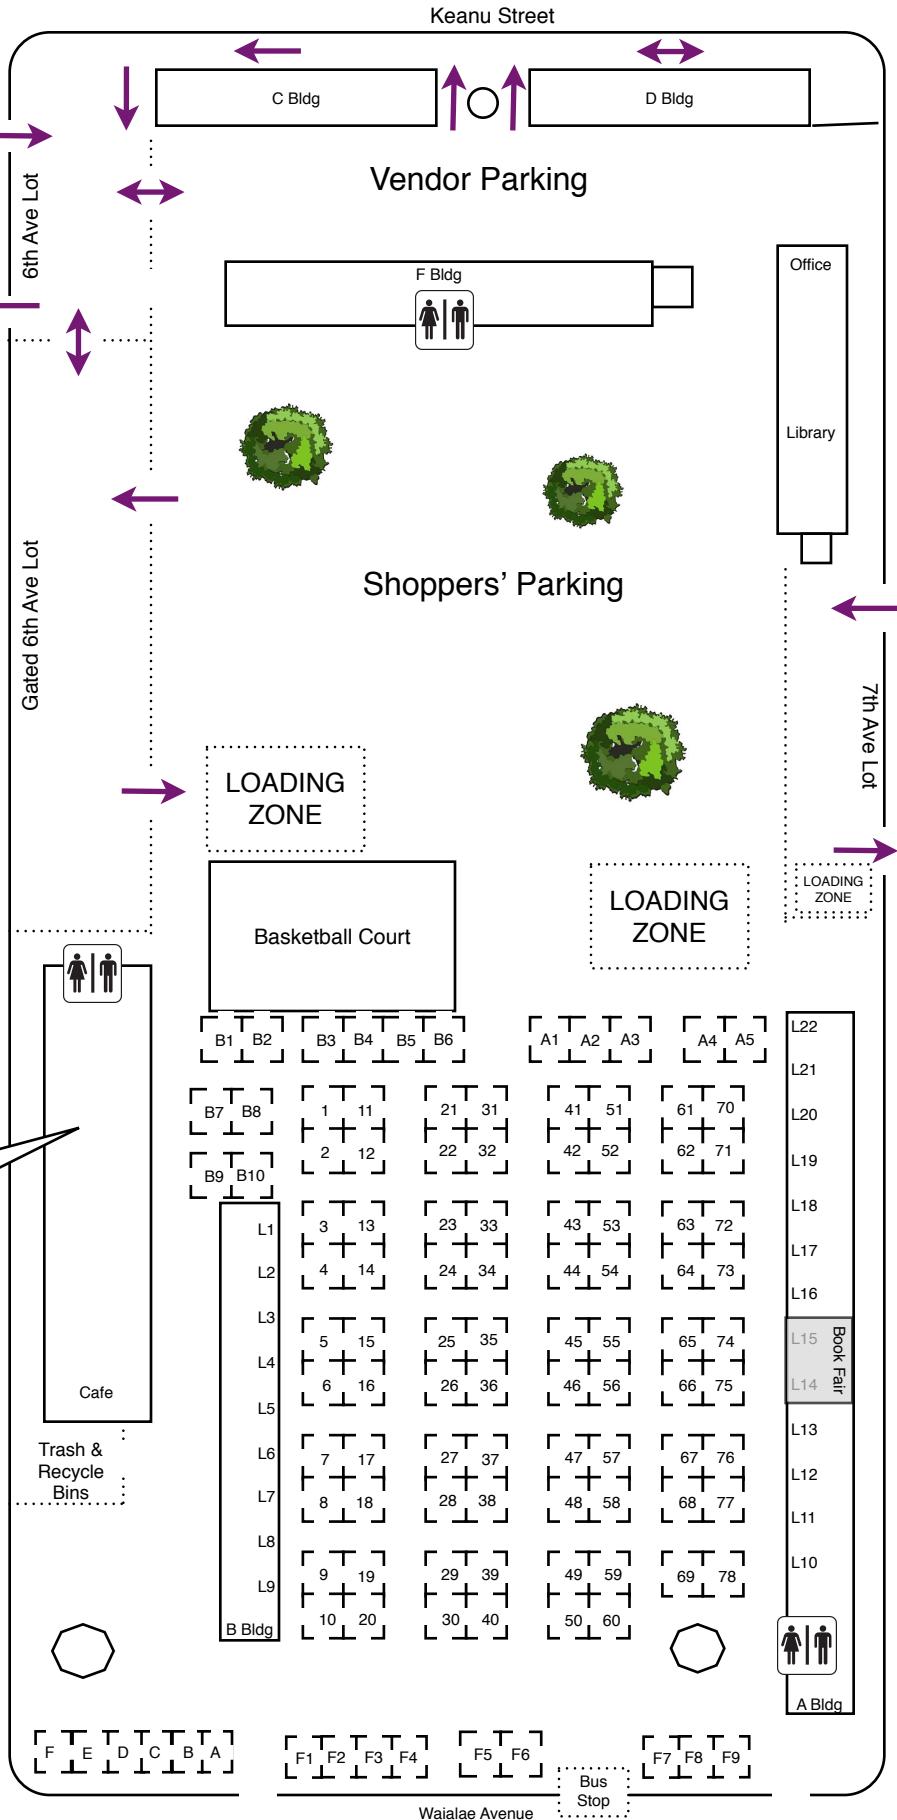 Keanu Street
C Bldg
D Bldg
Vendor Parking
6th Ave Lot
F Bldg
Office
Library
Shoppers' Parking
Gated 6th Ave Lot
7th Ave Lot
LOADING
ZONE
LOADING
ZONE
LOADING
ZONE
Basketball Court
B1 B2 B3 B4 B5 B6 A1 A2 A3 A4 A5
L22
L21
L20
L19
L18
L17
L16
L15
L14
Book Fair
L13
L12
L11
L10
A Bldg
B7 B8
B9 B10
L1
L2
L3
L4
L5
L6
L7
L8
L9
B Bldg
1 11 21 31 41 51 61 70
2 12 22 32 42 52 62 71
3 13 23 33 43 53 63 72
4 14 24 34 44 54 64 73
5 15 25 35 45 55 65 74
6 16 26 36 46 56 66 75
7 17 27 37 47 57 67 76
8 18 28 38 48 58 68 77
9 19 29 39 49 59 69 78
10 20 30 40 50 60
Cafe
Trash &
Recycle
Bins
F E D C B A
F1 F2 F3 F4 F5 F6 F7 F8 F9
Bus
Stop
Waialae Avenue